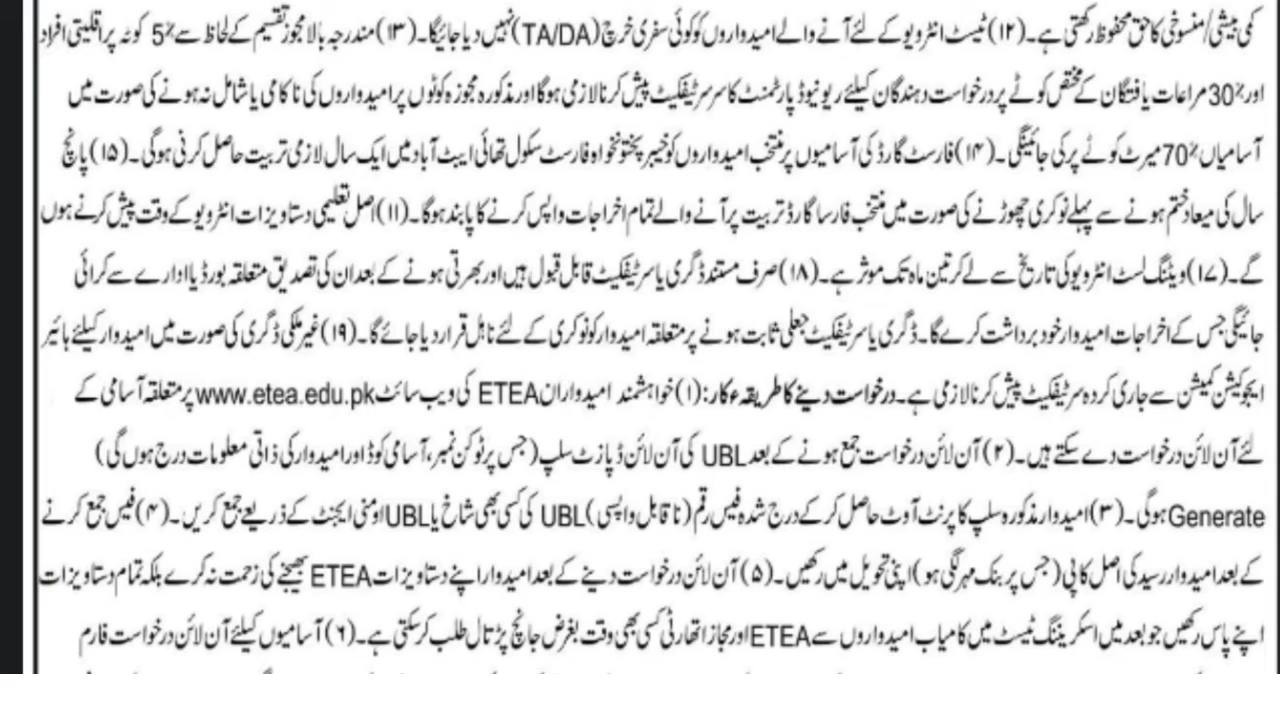 کمی بیشی/منسوخی کا حق محفوظ رکھتی ہے۔(۱۲) ٹیسٹ انٹرویو کے لئے آنے والے امیدواروں کو کوئی سفری خرچ (TA/DA) نہیں دیا جائیگا۔(۱۳) مندرجہ بالا مجوزہ تقسیم کے لحاظ سے %5 کوٹہ پر اقلیتی افراد
اور %30 مراعات یافتگان کے مختص کوٹے پر درخواست دہندگان کیلئے ریونیو ڈیپارٹمنٹ کا سرسرٹیفکیٹ پیش کرنا لازمی ہوگا اور مذکورہ مجوزہ کوٹوں پر امیدواروں کی ناکامی یا شامل نہ ہونے کی صورت میں
آسامیاں %70 میرٹ کوٹے پر کی جائینگی۔(۱۴) فارسٹ گارڈ کی آسامیوں پر منتخب امیدواروں کو خیبر پختونخواہ فارسٹ سکول تھائی ایبٹ آباد میں ایک سال لازمی تربیت حاصل کرنی ہوگی۔(۱۵) پانچ
سال کی میعاد ختم ہونے سے پہلے نوکری چھوڑنے کی صورت میں منتخب فارسا گارڈ تربیت پر آنے والے تمام اخراجات واپس کرنے کا پابند ہوگا۔(۱۱) اصل تعلیمی دستاویزات انٹرویو کے وقت پیش کرنے ہوں
گے۔(۱۷) ویٹنگ لسٹ انٹرویو کی تاریخ سے لے کر تین ماہ تک موثر ہے۔(۱۸) صرف مستند ڈگری یا سرٹیفکیٹ قابل قبول ہیں اور بھرتی ہونے کے بعد ان کی تصدیق متعلقہ بورڈ یا ادارے سے کرائی
جائیگی جس کے اخراجات امیدوار خود برداشت کرے گا۔ ڈگری یا سرٹیفکیٹ جعلی ثابت ہونے پر متعلقہ امیدوار کو نوکری کے لئے نااہل قرار دیا جائے گا۔(۱۹) غیر ملکی ڈگری کی صورت میں امیدوار کیلئے ہائیر
ایجوکیشن کمیشن سے جاری کردہ سرٹیفکیٹ پیش کرنا لازمی ہے۔ درخواست دینے کا طریقہءکار:(۱) خواہشمند امیدواران ETEA کی ویب سائٹ www.etea.edu.pk پر متعلقہ آسامی کے
لئے آن لائن درخواست دے سکتے ہیں۔(۲) آن لائن درخواست جمع ہونے کے بعد UBL کی آن لائن ڈپازٹ سلپ (جس پر ٹوکن نمبر، آسامی کوڈ اور امیدوار کی ذاتی معلومات درج ہوں گی)
Generate ہوگی۔(۳) امیدوار مذکورہ سلپ کا پرنٹ آوٹ حاصل کر کے درج شدہ فیس رقم (ناقابل واپسی) UBL کی کسی بھی شاخ یا UBL اومنی ایجنٹ کے ذریعے جمع کریں۔(۴) فیس جمع کرنے
کے بعد امیدوار رسید کی اصل کاپی (جس پر بنک مہر لگی ہو) اپنی تحویل میں رکھیں۔(۵) آن لائن درخواست دینے کے بعد امیدوار اپنے دستاویزات ETEA بھیجنے کی زحمت نہ کرے بلکہ تمام دستاویزات
اپنے پاس رکھیں جو بعد میں اسکریننگ ٹیسٹ میں کامیاب امیدواروں سے ETEA اور مجاز اتھارٹی کسی بھی وقت بغرض جانچ پڑتال طلب کر سکتی ہے۔(۶) آسامیوں کیلئے آن لائن درخواست فارم